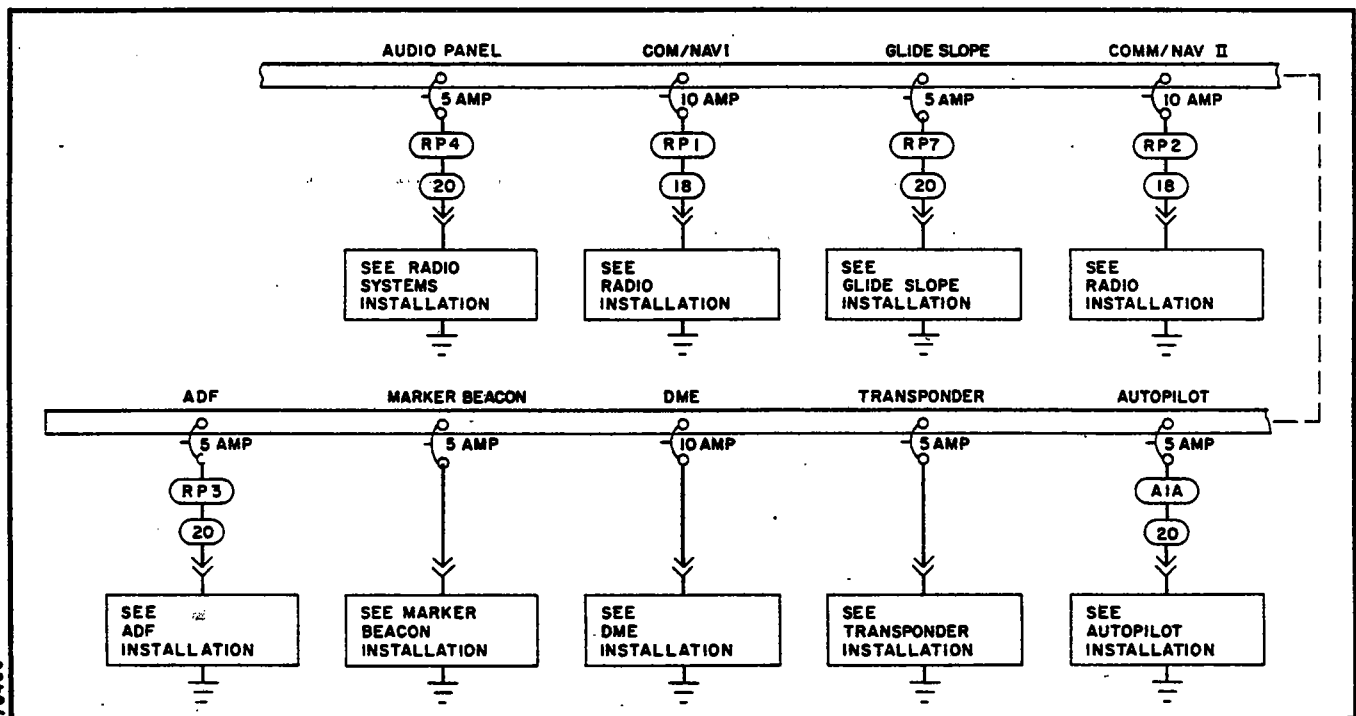 AUDIO PANEL COM/NAV1 GLIDE SLOPE COMM/NAV II
5 AMP 10 AMP 5 AMP 10 AMP
RP4 RP1 RP7 RP2
20 18 20 18
SEE RADIO
SYSTEMS
INSTALLATION
SEE
RADIO
INSTALLATION
SEE
GLIDE SLOPE
INSTALLATION
SEE
RADIO
INSTALLATION
ADF MARKER BEACON DME TRANSPONDER AUTOPILOT
5 AMP 5 AMP 10 AMP 5 AMP 5 AMP
RP3 A1A
20 20
SEE
ADF
INSTALLATION
SEE MARKER
BEACON
INSTALLATION
SEE
DME INSTALLATION
SEE
TRANSPONDER
INSTALLATION
SEE
AUTOPILOT
INSTALLATION